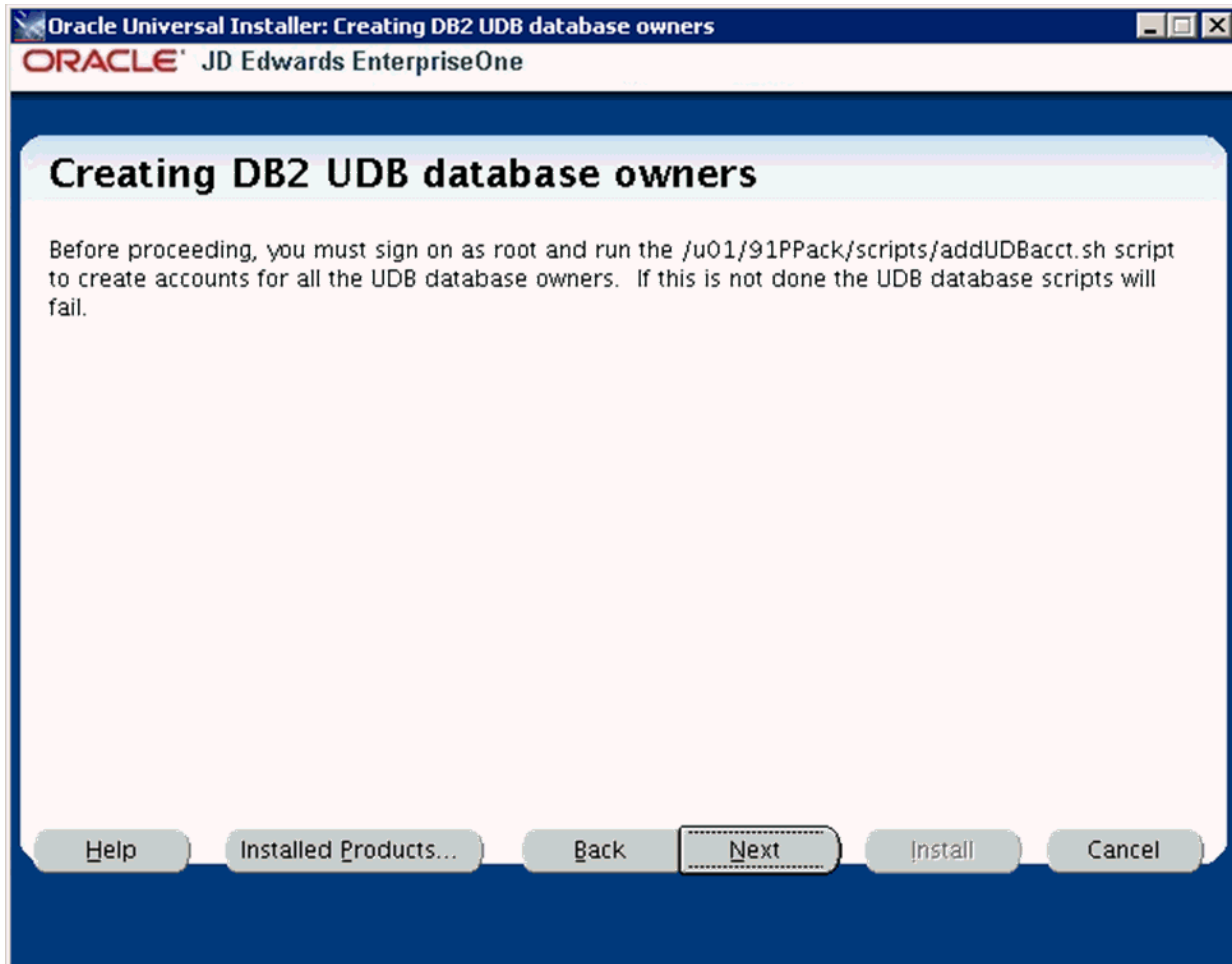 Oracle Universal Installer: Creating DB2 UDB database owners
ORACLE JD Edwards EnterpriseOne
Creating DB2 UDB database owners
Before proceeding, you must sign on as root and run the /u01/91PPack/scripts/addUDBacct.sh script
to create accounts for all the UDB database owners.  If this is not done the UDB database scripts will
fail.
Help Installed Products... Back Next Install Cancel